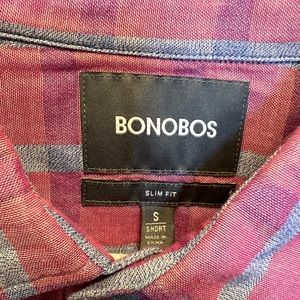 BONOBOS
SLIM FIT
S
SHORT
MADE IN
CHINA